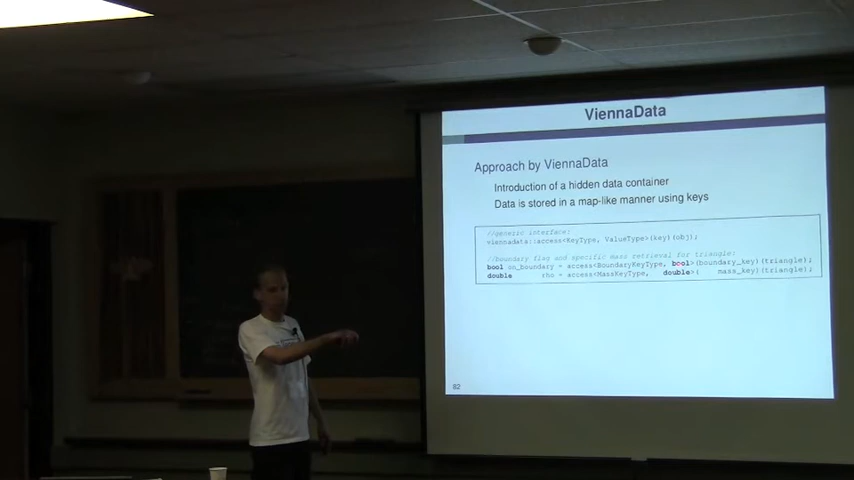 ViennaData
Approach by ViennaData
Introduction of a hidden data container
Data is stored in a map-like manner using keys
//generic interface:
viennadata::access<KeyType, ValueType>(key)(obj);
//boundary flag and specific mass retrieval for triangle:
bool on_boundary = access<BoundaryKeyType, bool>(boundary_key)(triangle);
double rho = access<MassKeyType, double>( mass_key)(triangle);
82